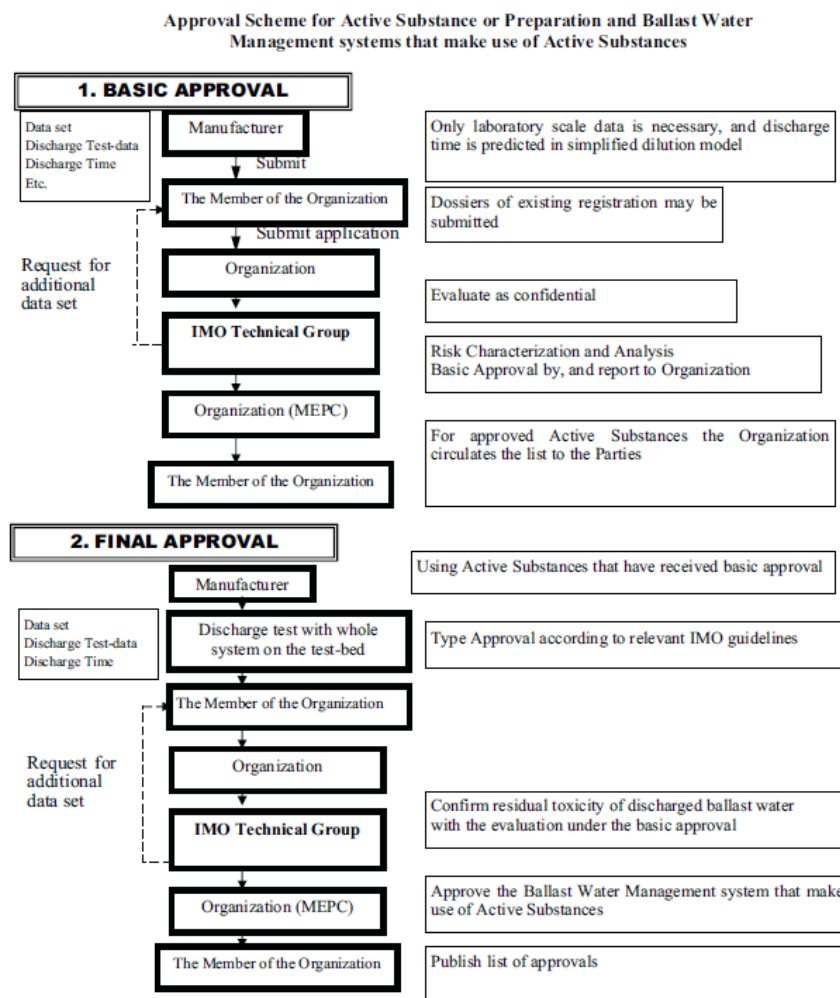 Approval Scheme for Active Substance or Preparation and Ballast Water
Management systems that make use of Active Substances
1. BASIC APPROVAL
Data set
Discharge Test-data
Discharge Time
Etc.
Manufacturer
Only laboratory scale data is necessary, and discharge
time is predicted in simplified dilution model
Submit
The Member of the Organization
Dossiers of existing registration may be
submitted
Submit application
Request for
additional
data set
Organization
Evaluate as confidential
IMO Technical Group
Risk Characterization and Analysis
Basic Approval by, and report to Organization
Organization (MEPC)
For approved Active Substances the Organization
circulates the list to the Parties
The Member of the Organization
2. FINAL APPROVAL
Manufacturer
Using Active Substances that have received basic approval
Data set
Discharge Test-data
Discharge Time
Discharge test with whole
system on the test-bed
Type Approval according to relevant IMO guidelines
The Member of the Organization
Request for
additional
data set
Organization
IMO Technical Group
Confirm residual toxicity of discharged ballast water
with the evaluation under the basic approval
Organization (MEPC)
Approve the Ballast Water Management system that make
use of Active Substances
The Member of the Organization
Publish list of approvals